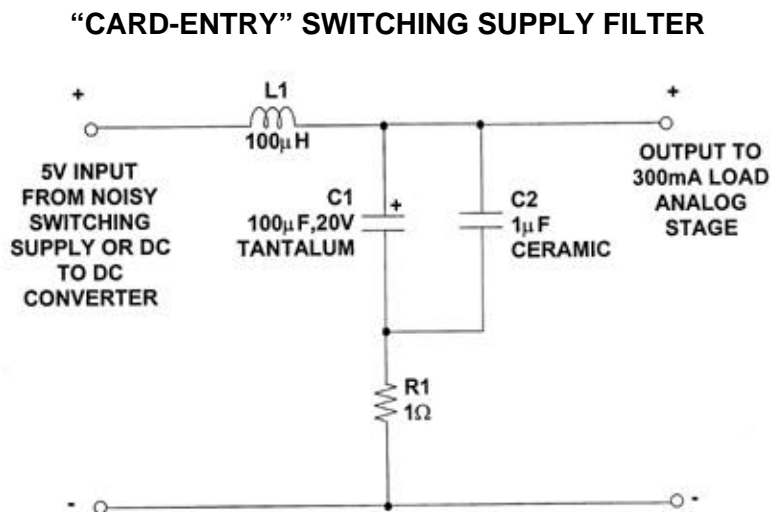 “CARD-ENTRY” SWITCHING SUPPLY FILTER
+
L1
100μH
+
5V INPUT
FROM NOISY
SWITCHING
SUPPLY OR DC
TO DC
CONVERTER
C1
+
100μF,20V
TANTALUM
C2
1μF
CERAMIC
OUTPUT TO
300mA LOAD
ANALOG
STAGE
R1
1Ω
-
-